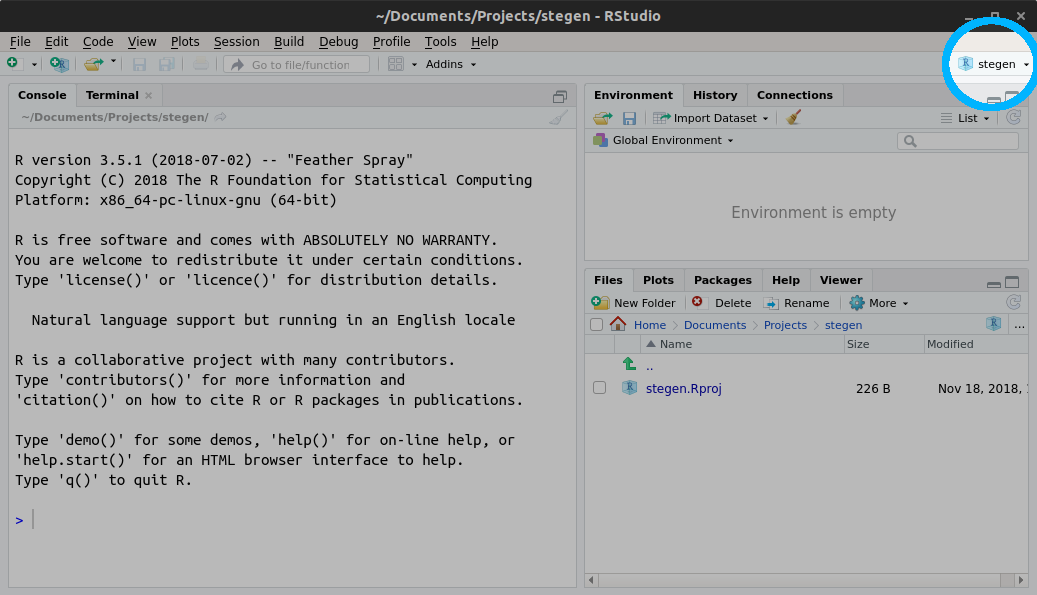 ~/Documents/Projects/stegen - RStudio
File Edit Code View Plots Session Build Debug Profile Tools Help
Go to file/function Addins stegen
Console Terminal
~/Documents/Projects/stegen/
R version 3.5.1 (2018-07-02) -- "Feather Spray"
Copyright (C) 2018 The R Foundation for Statistical Computing
Platform: x86_64-pc-linux-gnu (64-bit)
R is free software and comes with ABSOLUTELY NO WARRANTY.
You are welcome to redistribute it under certain conditions.
Type 'license()' or 'licence()' for distribution details.
Natural language support but running in an English locale
R is a collaborative project with many contributors.
Type 'contributors()' for more information and
'citation()' on how to cite R or R packages in publications.
Type 'demo()' for some demos, 'help()' for on-line help, or
'help.start()' for an HTML browser interface to help.
Type 'q()' to quit R.
>
Environment History Connections
Import Dataset List
Global Environment
Environment is empty
Files Plots Packages Help Viewer
New Folder Delete Rename More
Home Documents Projects stegen ...
Name Size Modified
..
stegen.Rproj 226 B Nov 18, 2018,